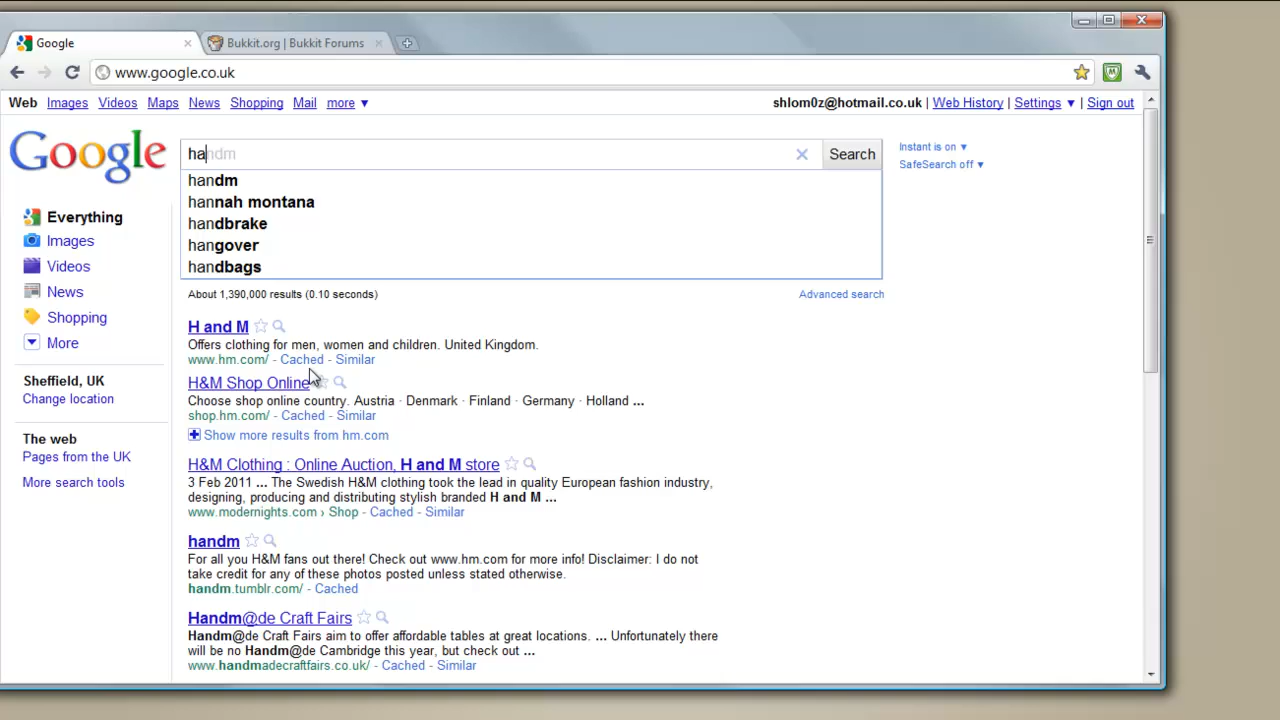 Google
Bukkit.org | Bukkit Forums
www.google.co.uk
Web Images Videos Maps News Shopping Mail more ▼
shlom0z@hotmail.co.uk | Web History | Settings ▼ | Sign out
Google
handm
Search
Instant is on ▼
SafeSearch off ▼
handm
hannah montana
handbrake
hangover
handbags
Everything
Images
Videos
News
Shopping
More
Sheffield, UK
Change location
The web
Pages from the UK
More search tools
About 1,390,000 results (0.10 seconds)
Advanced search
H and M
Offers clothing for men, women and children. United Kingdom.
www.hm.com/ - Cached - Similar
H&M Shop Online
Choose shop online country. Austria · Denmark · Finland · Germany · Holland ...
shop.hm.com/ - Cached - Similar
Show more results from hm.com
H&M Clothing : Online Auction, H and M store
3 Feb 2011 ... The Swedish H&M clothing took the lead in quality European fashion industry,
designing, producing and distributing stylish branded H and M ...
www.modernights.com › Shop - Cached - Similar
handm
For all you H&M fans out there! Check out www.hm.com for more info! Disclaimer: I do not
take credit for any of these photos posted unless stated otherwise.
handm.tumblr.com/ - Cached
Handm@de Craft Fairs
Handm@de Craft Fairs aim to offer affordable tables at great locations. ... Unfortunately there
will be no Handm@de Cambridge this year, but check out ...
www.handmadecraftfairs.co.uk/ - Cached - Similar